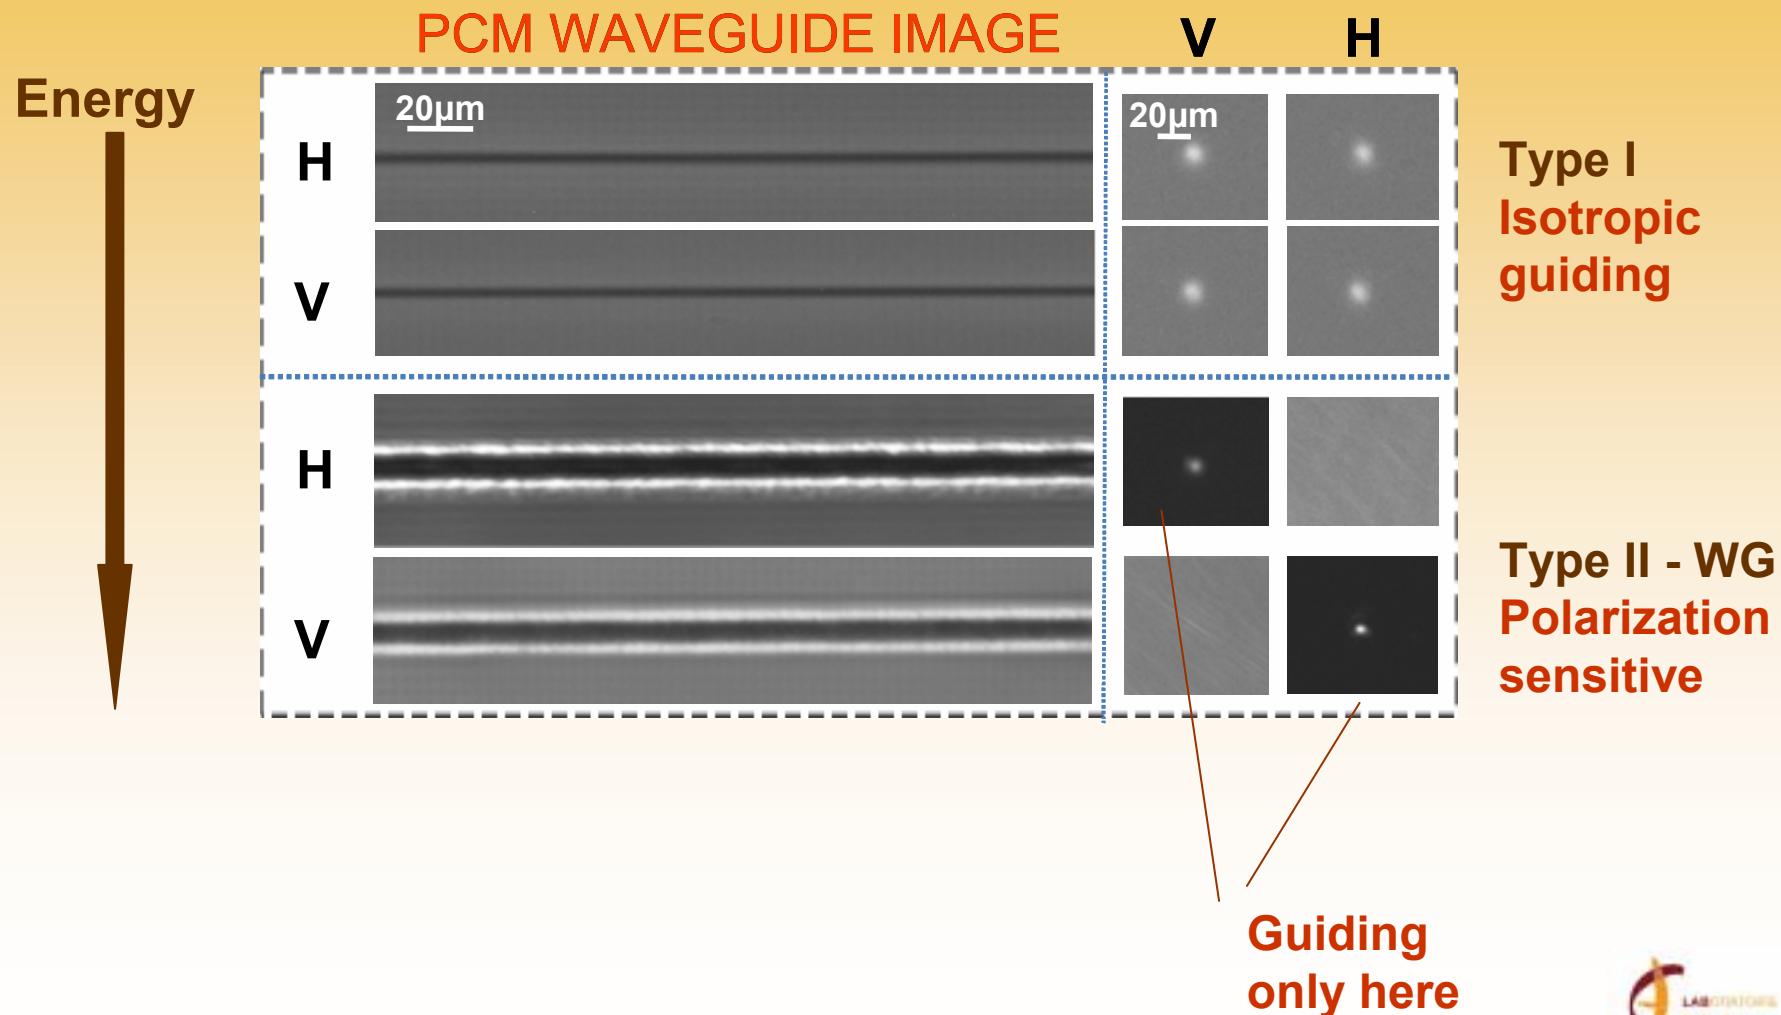 PCM WAVEGUIDE IMAGE
V H
Energy
20µm
20µm
H
V
Type I
Isotropic
guiding
H
V
Type II - WG
Polarization
sensitive
Guiding
only here